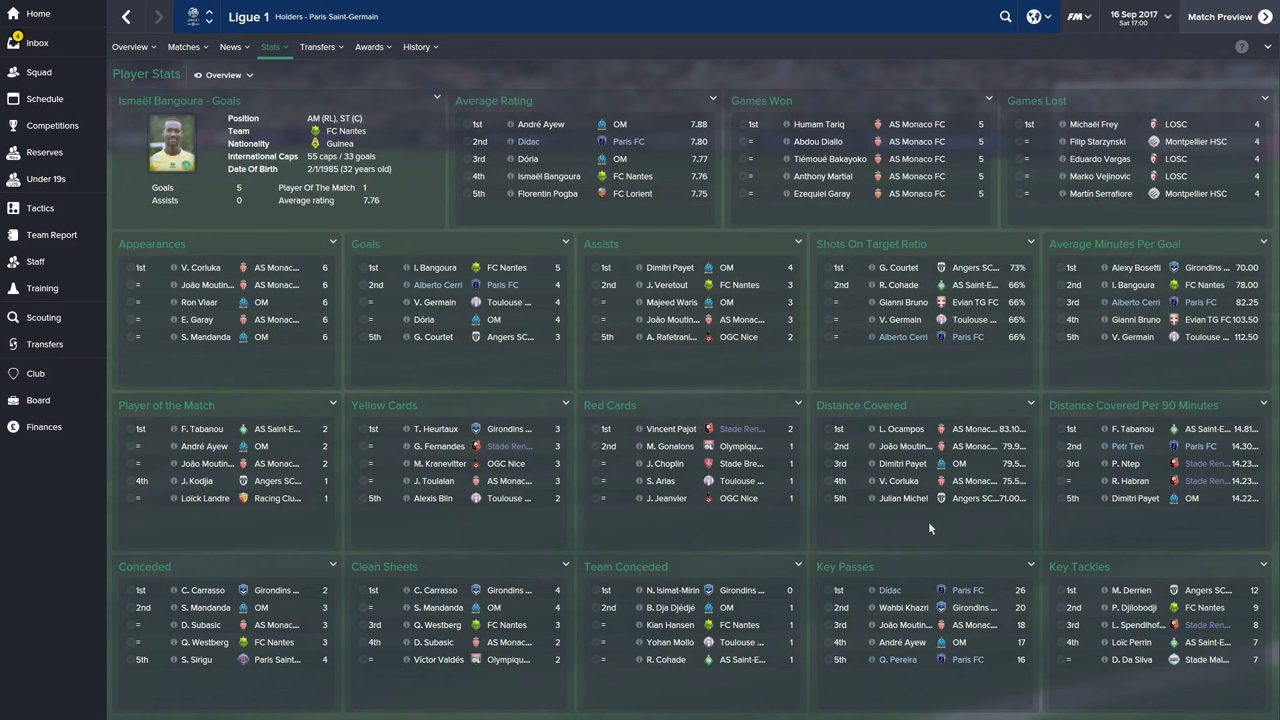 Home
4
Inbox
Squad
Schedule
Competitions
Reserves
Under 19s
Tactics
Team Report
Staff
Training
Scouting
Transfers
Club
Board
Finances
Ligue 1 Holders - Paris Saint-Germain
FM
16 Sep 2017
Sat 17:00
Match Preview
Overview Matches News Stats Transfers Awards History
?
Player Stats Overview
Ismaël Bangoura - Goals
Position AM (RL), ST (C)
Team FC Nantes
Nationality Guinea
International Caps 55 caps / 33 goals
Date Of Birth 2/1/1985 (32 years old)
Goals 5 Player Of The Match 1
Assists 0 Average rating 7.76
Average Rating
1st André Ayew OM 7.88
2nd Dídac Paris FC 7.80
3rd Dória OM 7.77
4th Ismaël Bangoura FC Nantes 7.76
5th Florentin Pogba FC Lorient 7.75
Games Won
1st Humam Tariq AS Monaco FC 5
= Abdou Diallo AS Monaco FC 5
= Tiémoué Bakayoko AS Monaco FC 5
= Anthony Martial AS Monaco FC 5
= Ezequiel Garay AS Monaco FC 5
Games Lost
1st Michaël Frey LOSC 4
= Filip Starzynski Montpellier HSC 4
= Eduardo Vargas LOSC 4
= Marko Vejinovic LOSC 4
= Martín Serrafiore Montpellier HSC 4
Appearances
1st V. Corluka AS Monac... 6
= João Moutin... AS Monac... 6
= Ron Vlaar OM 6
= E. Garay AS Monac... 6
= S. Mandanda OM 6
Goals
1st I. Bangoura FC Nantes 5
2nd Alberto Cerri Paris FC 4
= V. Germain Toulouse ... 4
= Dória OM 4
5th G. Courtet Angers SC... 3
Assists
1st Dimitri Payet OM 4
2nd J. Veretout FC Nantes 3
= Majeed Waris OM 3
= João Moutin... AS Monac... 3
5th A. Rafetrani... OGC Nice 2
Shots On Target Ratio
1st G. Courtet Angers SC... 73%
2nd R. Cohade AS Saint-E... 66%
= Gianni Bruno Evian TG FC 66%
= V. Germain Toulouse ... 66%
= Alberto Cerri Paris FC 66%
Average Minutes Per Goal
1st Alexy Bosetti Girondins ... 70.00
2nd I. Bangoura FC Nantes 78.00
3rd Alberto Cerri Paris FC 82.25
4th Gianni Bruno Evian TG FC 103.50
5th V. Germain Toulouse ... 112.50
Player of the Match
1st F. Tabanou AS Saint-E... 2
= André Ayew OM 2
= João Moutin... AS Monac... 2
4th J. Kodjia Angers SC... 1
= Loïck Landre Racing Clu... 1
Yellow Cards
1st T. Heurtaux Girondins ... 3
= G. Fernandes Stade Ren... 3
= M. Kranevitter OGC Nice 3
= J. Toulalan AS Monac... 3
5th Alexis Blin Toulouse ... 2
Red Cards
1st Vincent Pajot Stade Ren... 2
2nd M. Gonalons Olympiqu... 1
= J. Choplin Stade Bre... 1
= S. Arias Toulouse ... 1
= J. Jeanvier OGC Nice 1
Distance Covered
1st L. Ocampos AS Monac... 83.10...
2nd João Moutin... AS Monac... 79.9...
3rd Dimitri Payet OM 79.5...
4th V. Corluka AS Monac... 75.5...
5th Julian Michel Angers SC... 71.00...
Distance Covered Per 90 Minutes
1st F. Tabanou AS Saint-E... 14.81...
2nd Petr Ten Paris FC 14.30...
3rd P. Ntep Stade Ren... 14.23...
= R. Habran Stade Ren... 14.23...
5th Dimitri Payet OM 14.22...
Conceded
1st C. Carrasso Girondins ... 2
2nd S. Mandanda OM 3
= D. Subasic AS Monac... 3
= Q. Westberg FC Nantes 3
5th S. Sirigu Paris Saint... 4
Clean Sheets
1st C. Carrasso Girondins ... 4
= S. Mandanda OM 4
3rd Q. Westberg FC Nantes 3
4th D. Subasic AS Monac... 2
= Víctor Valdés Olympiqu... 2
Team Conceded
1st N. Isimat-Mirin Girondins ... 0
2nd B. Dja Djédjé OM 1
= Kian Hansen FC Nantes 1
= Yohan Mollo Toulouse ... 1
= R. Cohade AS Saint-E... 1
Key Passes
1st Dídac Paris FC 26
2nd Wahbi Khazri Girondins ... 20
3rd João Moutin... AS Monac... 18
4th André Ayew OM 17
5th Q. Pereira Paris FC 16
Key Tackles
1st M. Derrien Angers SC... 12
2nd P. Djilobodji FC Nantes 9
3rd L. Spendlhof... Stade Ren... 8
4th Loïc Perrin AS Saint-E... 7
= D. Da Silva Stade Mal... 7